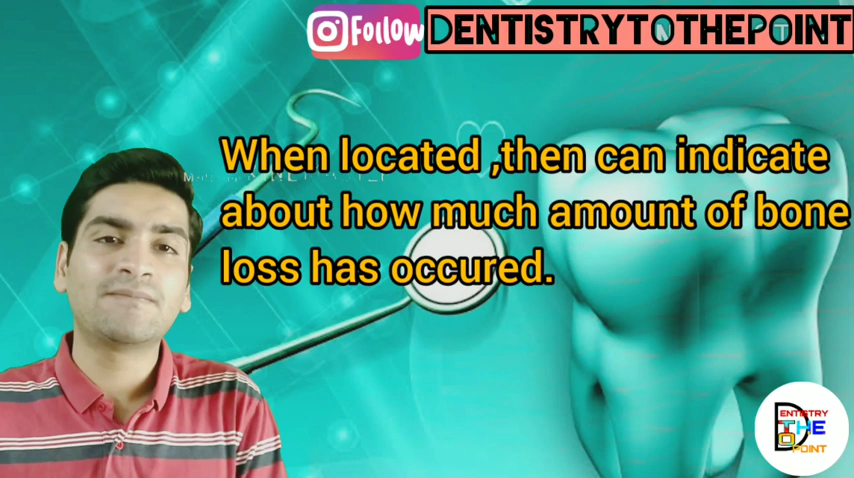 Follow DENTISTRYTOTHEPOINT
When located ,then can indicate
about how much amount of bone
loss has occured.
DENTISTRY
THE
TO
POINT